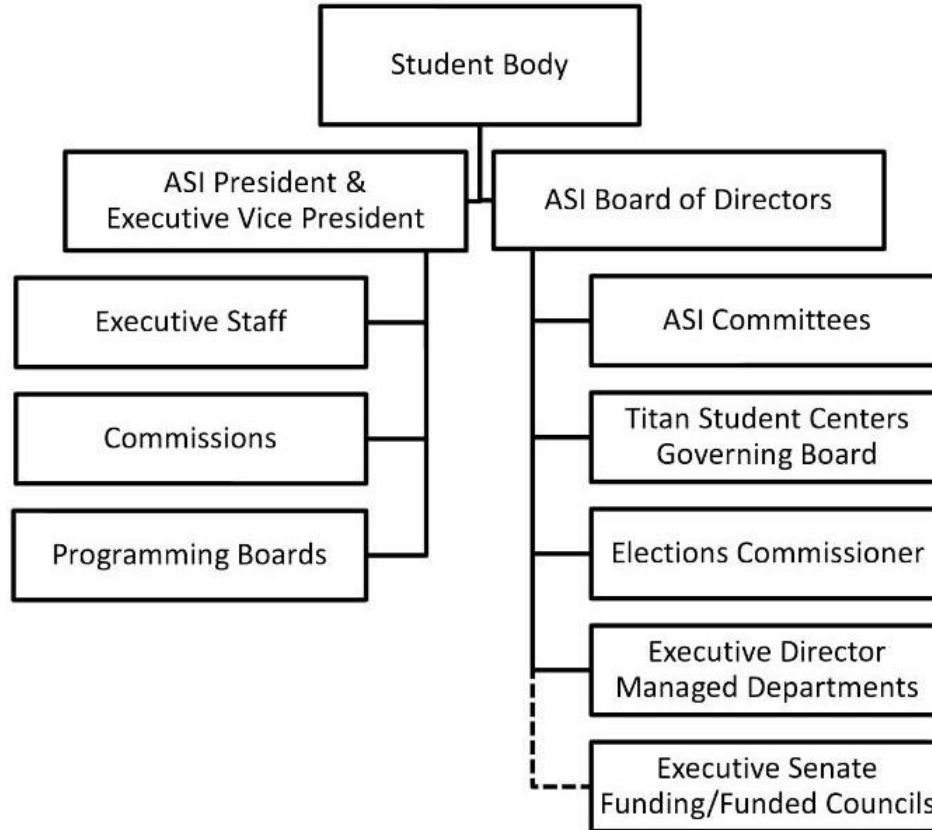 Student Body
ASI President &
Executive Vice President
ASI Board of Directors
Executive Staff
Commissions
Programming Boards
ASI Committees
Titan Student Centers
Governing Board
Elections Commissioner
Executive Director
Managed Departments
Executive Senate
Funding/Funded Councils